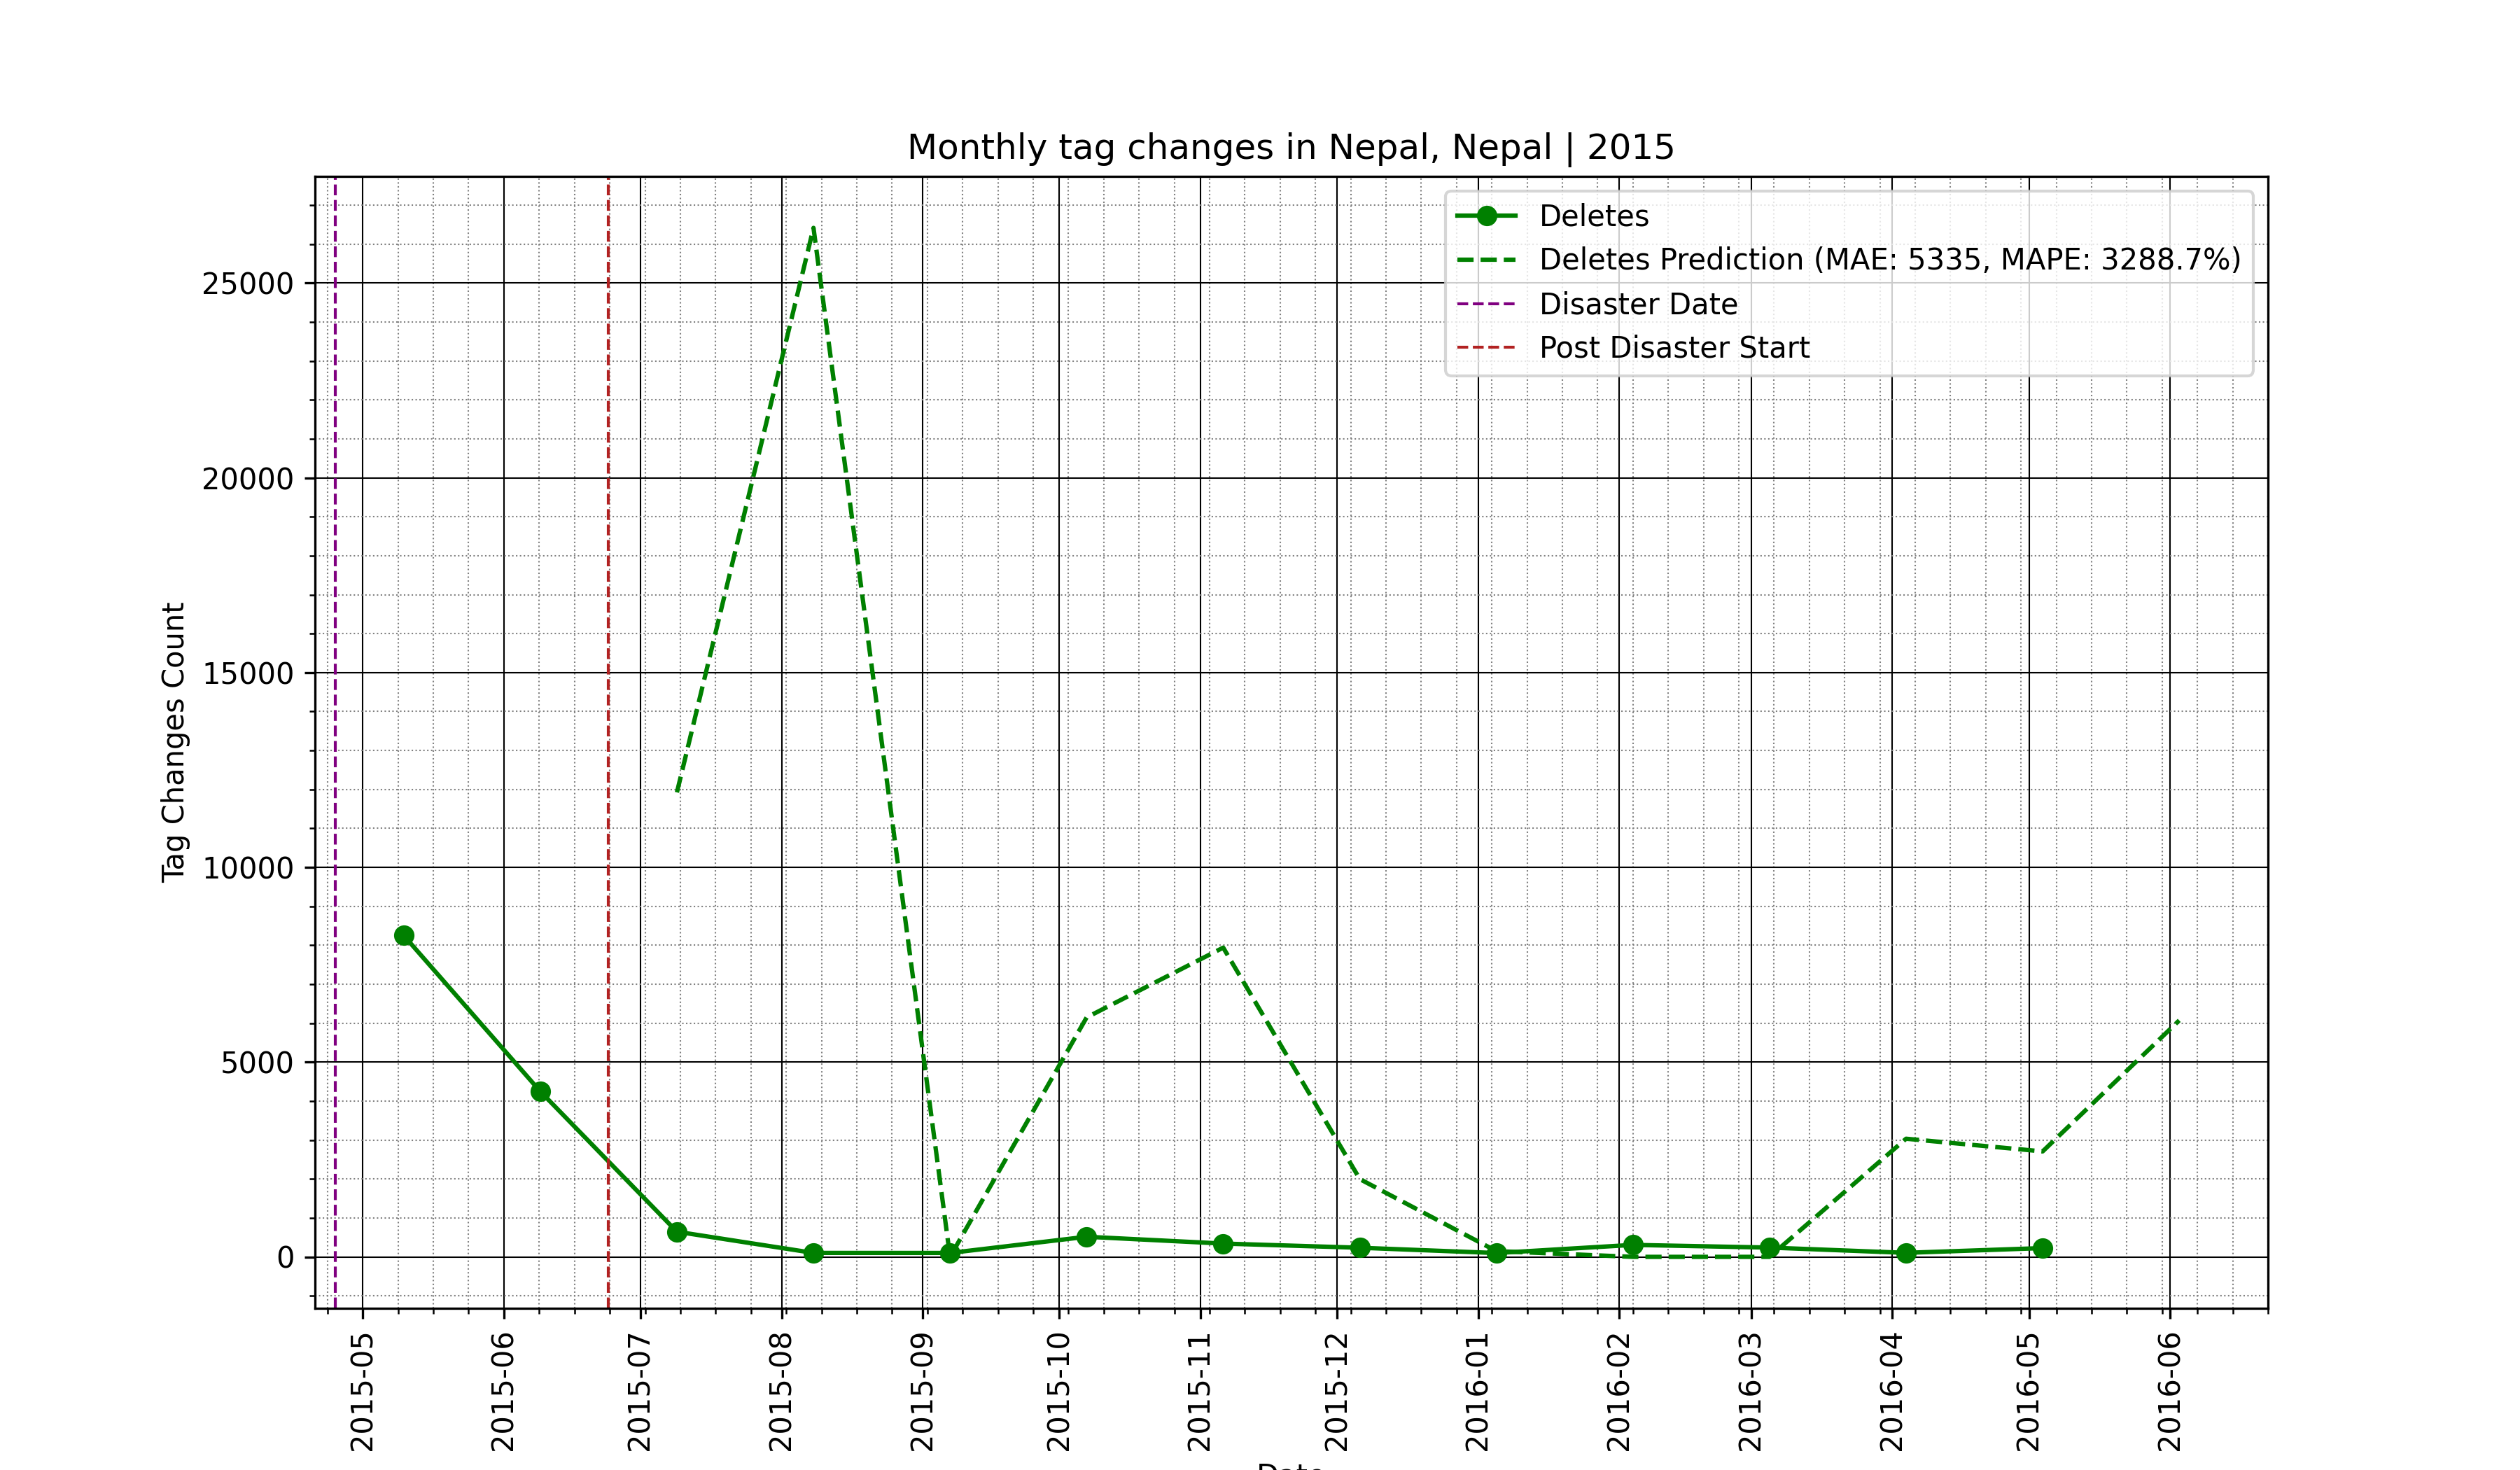 Monthly tag changes in Nepal, Nepal | 2015
Deletes
Deletes Prediction (MAE: 5335, MAPE: 3288.7%)
Disaster Date
Post Disaster Start
Tag Changes Count
25000
20000
15000
10000
5000
0
2015-05
2015-06
2015-07
2015-08
2015-09
2015-10
2015-11
2015-12
2016-01
2016-02
2016-03
2016-04
2016-05
2016-06
Date